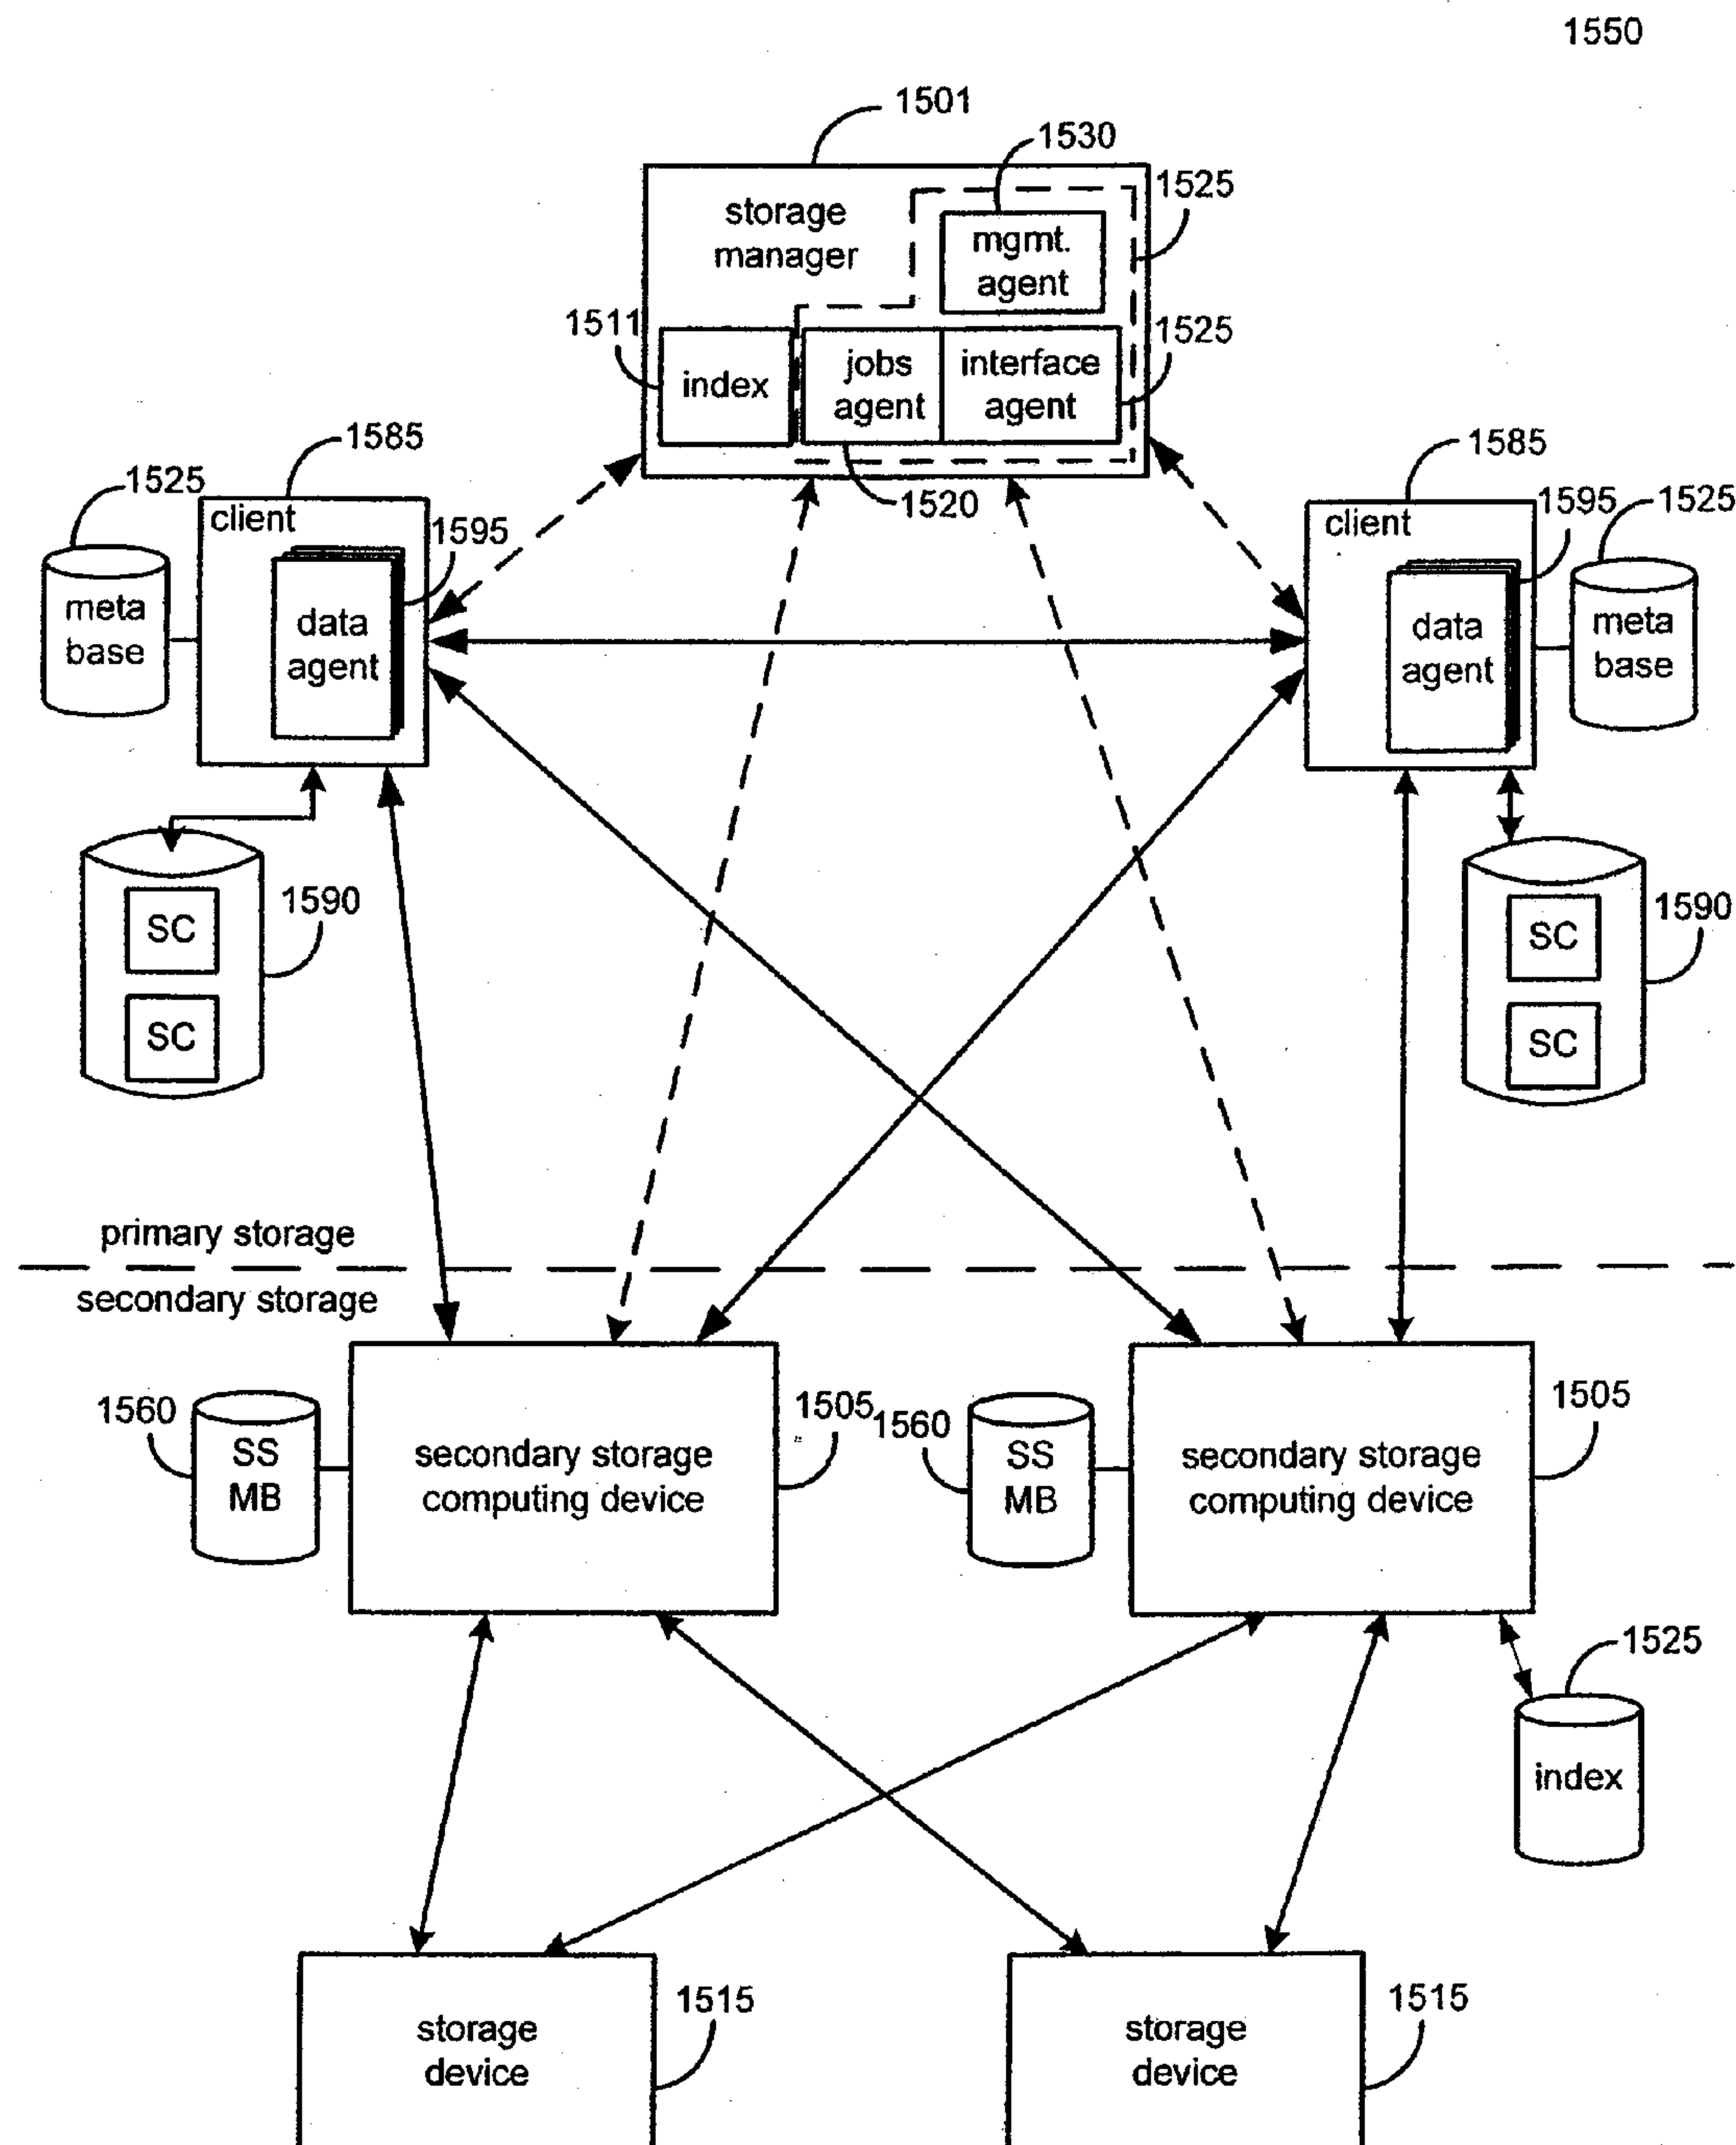 1550
1501
1530
1525
storage
manager
mgmt.
agent
1511
1525
index
jobs
agent
interface
agent
1520
1585
1585
1525
client
1595
meta
base
data
agent
client
1595
1525
data
agent
meta
base
SC
SC
1590
SC
SC
1590
primary storage
secondary storage
1560
SS
MB
secondary storage
computing device
1505
1560
SS
MB
secondary storage
computing device
1505
1525
index
storage
device
1515
storage
device
1515